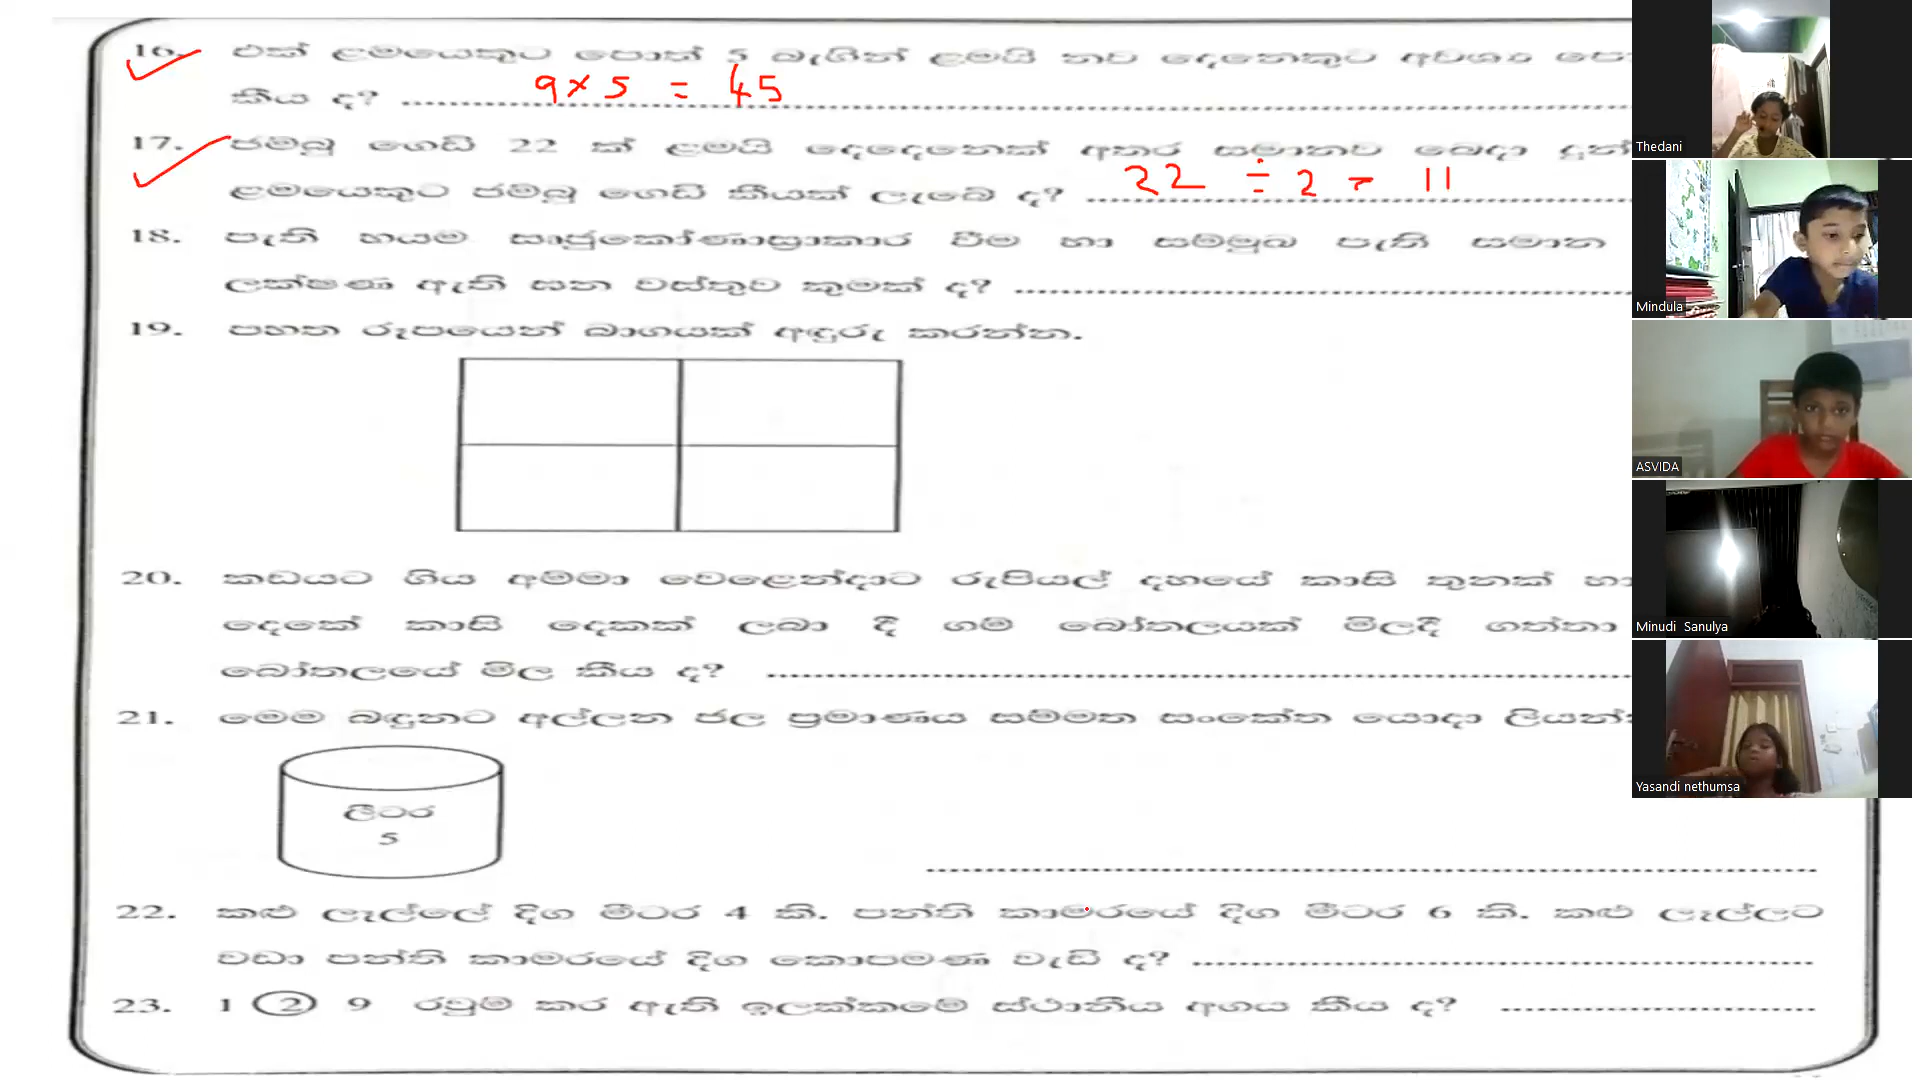 16. එක් ළමයෙකුට පොත් 5 බැගින් ළමයි නව දෙනෙකුට අවශ්‍ය
කීය ද? 9 × 5 = 45
17. ජම්බු ගෙඩි 22 ක් ළමයි දෙදෙනෙක් අතර සමානව බෙදා දුන්
ළමයෙකුට ජම්බු ගෙඩි කීයක් ලැබේ ද? 22 ÷ 2 = 11
18. පැති හයම සෘජුකෝණාස්‍රාකාර වීම හා සම්මුඛ පැති සමාන
ලක්ෂණ ඇති ඝන වස්තුව කුමක් ද?
19. පහත රූපයෙන් බාගයක් අඳුරු කරන්න.
20. කඩයට ගිය අම්මා වෙළෙන්දාට රුපියල් දහයේ කාසි තුනක් හා
දෙකේ කාසි දෙකක් ලබා දී ගම් බෝතලයක් මිලදී ගත්තා
බෝතලයේ මිල කීය ද?
21. මෙම බඳුනට අල්ලන ජල ප්‍රමාණය සම්මත සංකේත යොදා
ලීටර
5
22. කළු ලෑල්ලේ දිග මීටර 4 කි. පන්ති කාමරයේ දිග මීටර 6 කි. කළු ලෑල්ලට
වඩා පන්ති කාමරයේ දිග කොපමණ වැඩි ද?
23. 1 2 9 රවුම් කර ඇති ඉලක්කමේ ස්ථානීය අගය කීය ද?
Thedani
Mindula
ASVIDA
Minudi Sanulya
Yasandi nethumsa